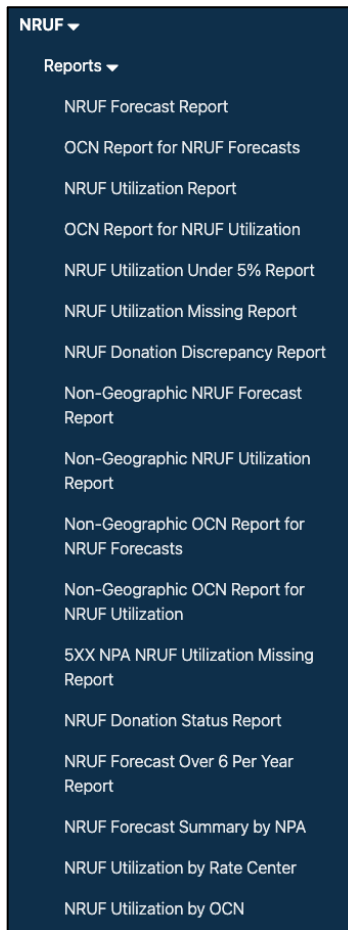 NRUF
Reports
NRUF Forecast Report
OCN Report for NRUF Forecasts
NRUF Utilization Report
OCN Report for NRUF Utilization
NRUF Utilization Under 5% Report
NRUF Utilization Missing Report
NRUF Donation Discrepancy Report
Non-Geographic NRUF Forecast
Report
Non-Geographic NRUF Utilization
Report
Non-Geographic OCN Report for
NRUF Forecasts
Non-Geographic OCN Report for
NRUF Utilization
5XX NPA NRUF Utilization Missing
Report
NRUF Donation Status Report
NRUF Forecast Over 6 Per Year
Report
NRUF Forecast Summary by NPA
NRUF Utilization by Rate Center
NRUF Utilization by OCN